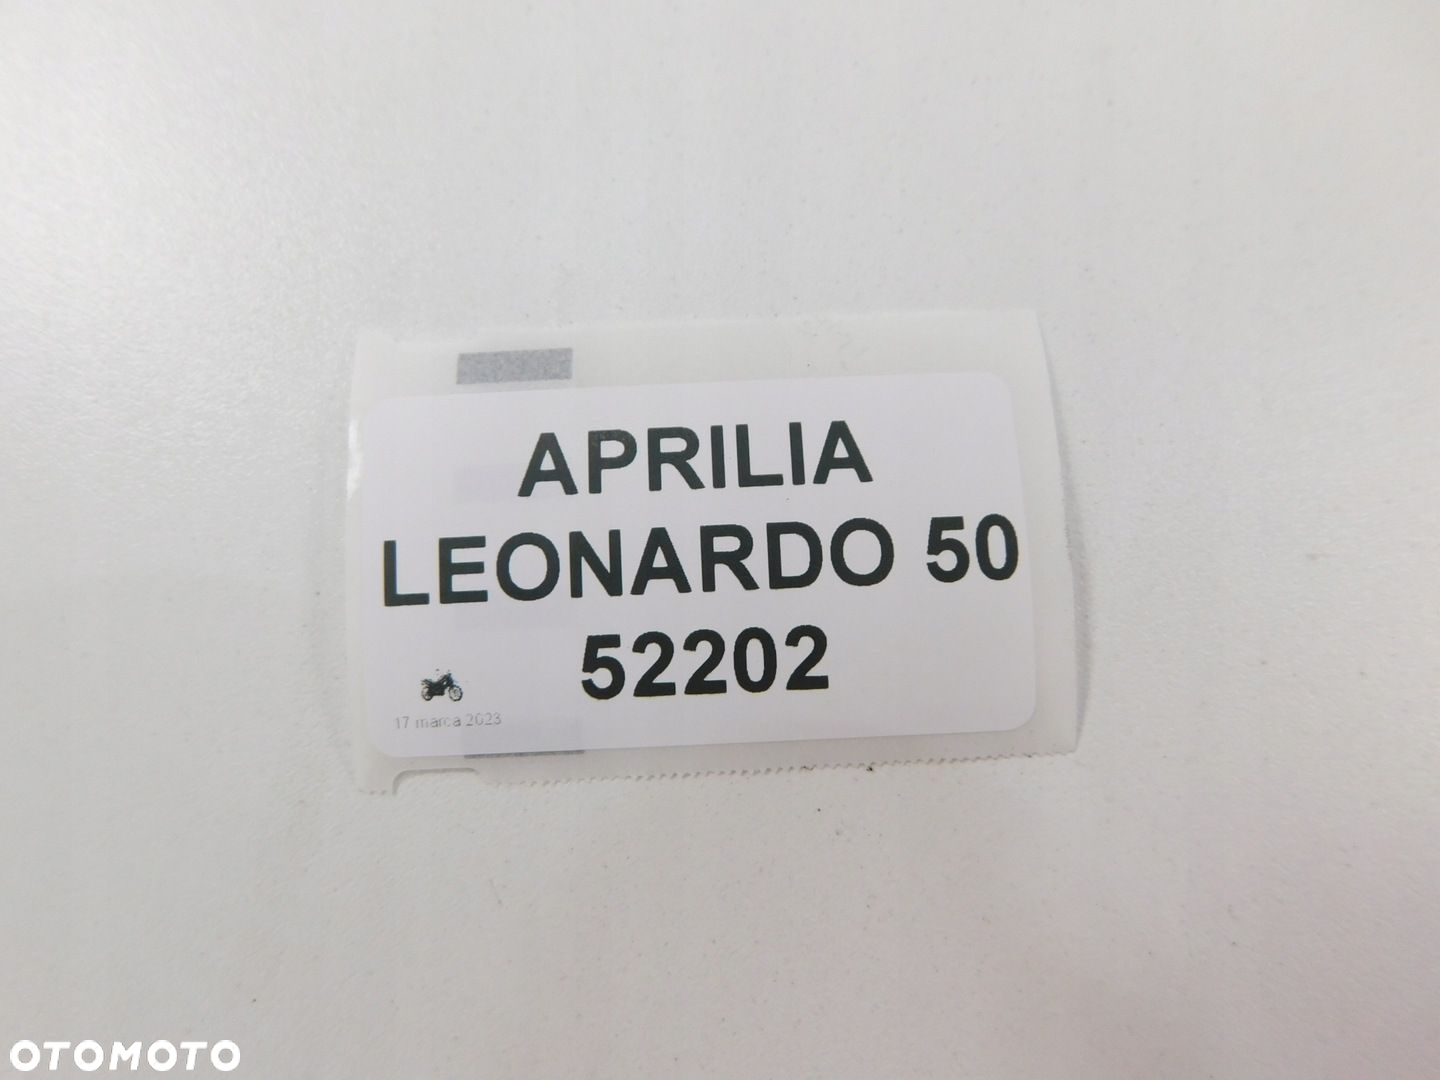 APRILIA
LEONARDO 50
52202
17 marca 2023
OTOMOTO